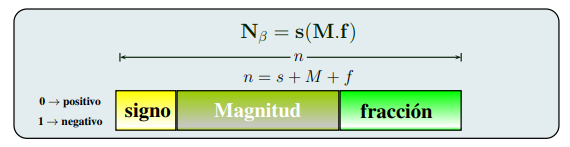 N_β = s(M.f)
n
n = s + M + f
0 → positivo
1 → negativo
signo Magnitud fracción